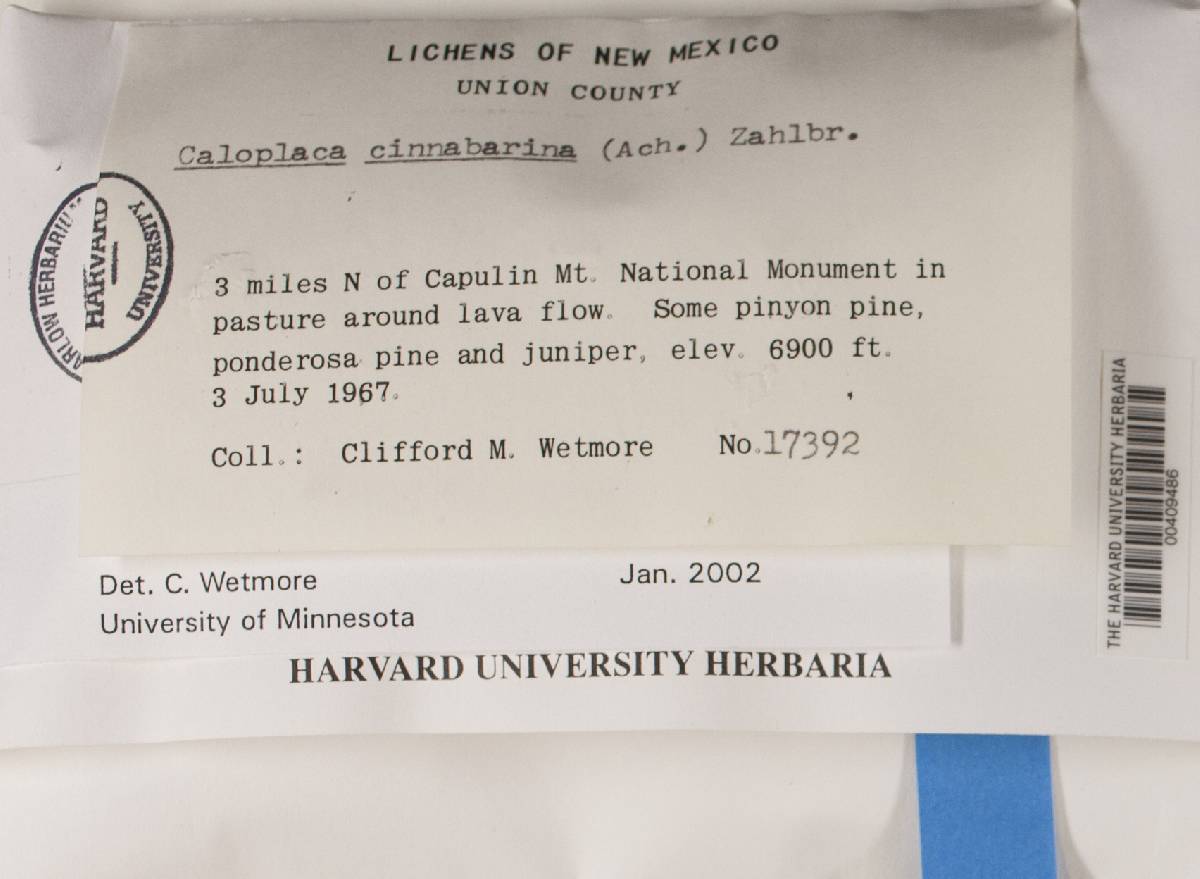 LICHENS OF NEW MEXICO
UNION COUNTY
Caloplaca cinnabarina (Ach.) Zahlbr.
ARLOW HERBARIU
HARVARD
UNIVERSITY
3 miles N of Capulin Mt. National Monument in
pasture around lava flow. Some pinyon pine,
ponderosa pine and juniper, elev. 6900 ft.
3 July 1967.
Coll.: Clifford M. Wetmore No.17392
Det. C. Wetmore Jan. 2002
University of Minnesota
HARVARD UNIVERSITY HERBARIA
THE HARVARD UNIVERSITY HERBARIA
00409486